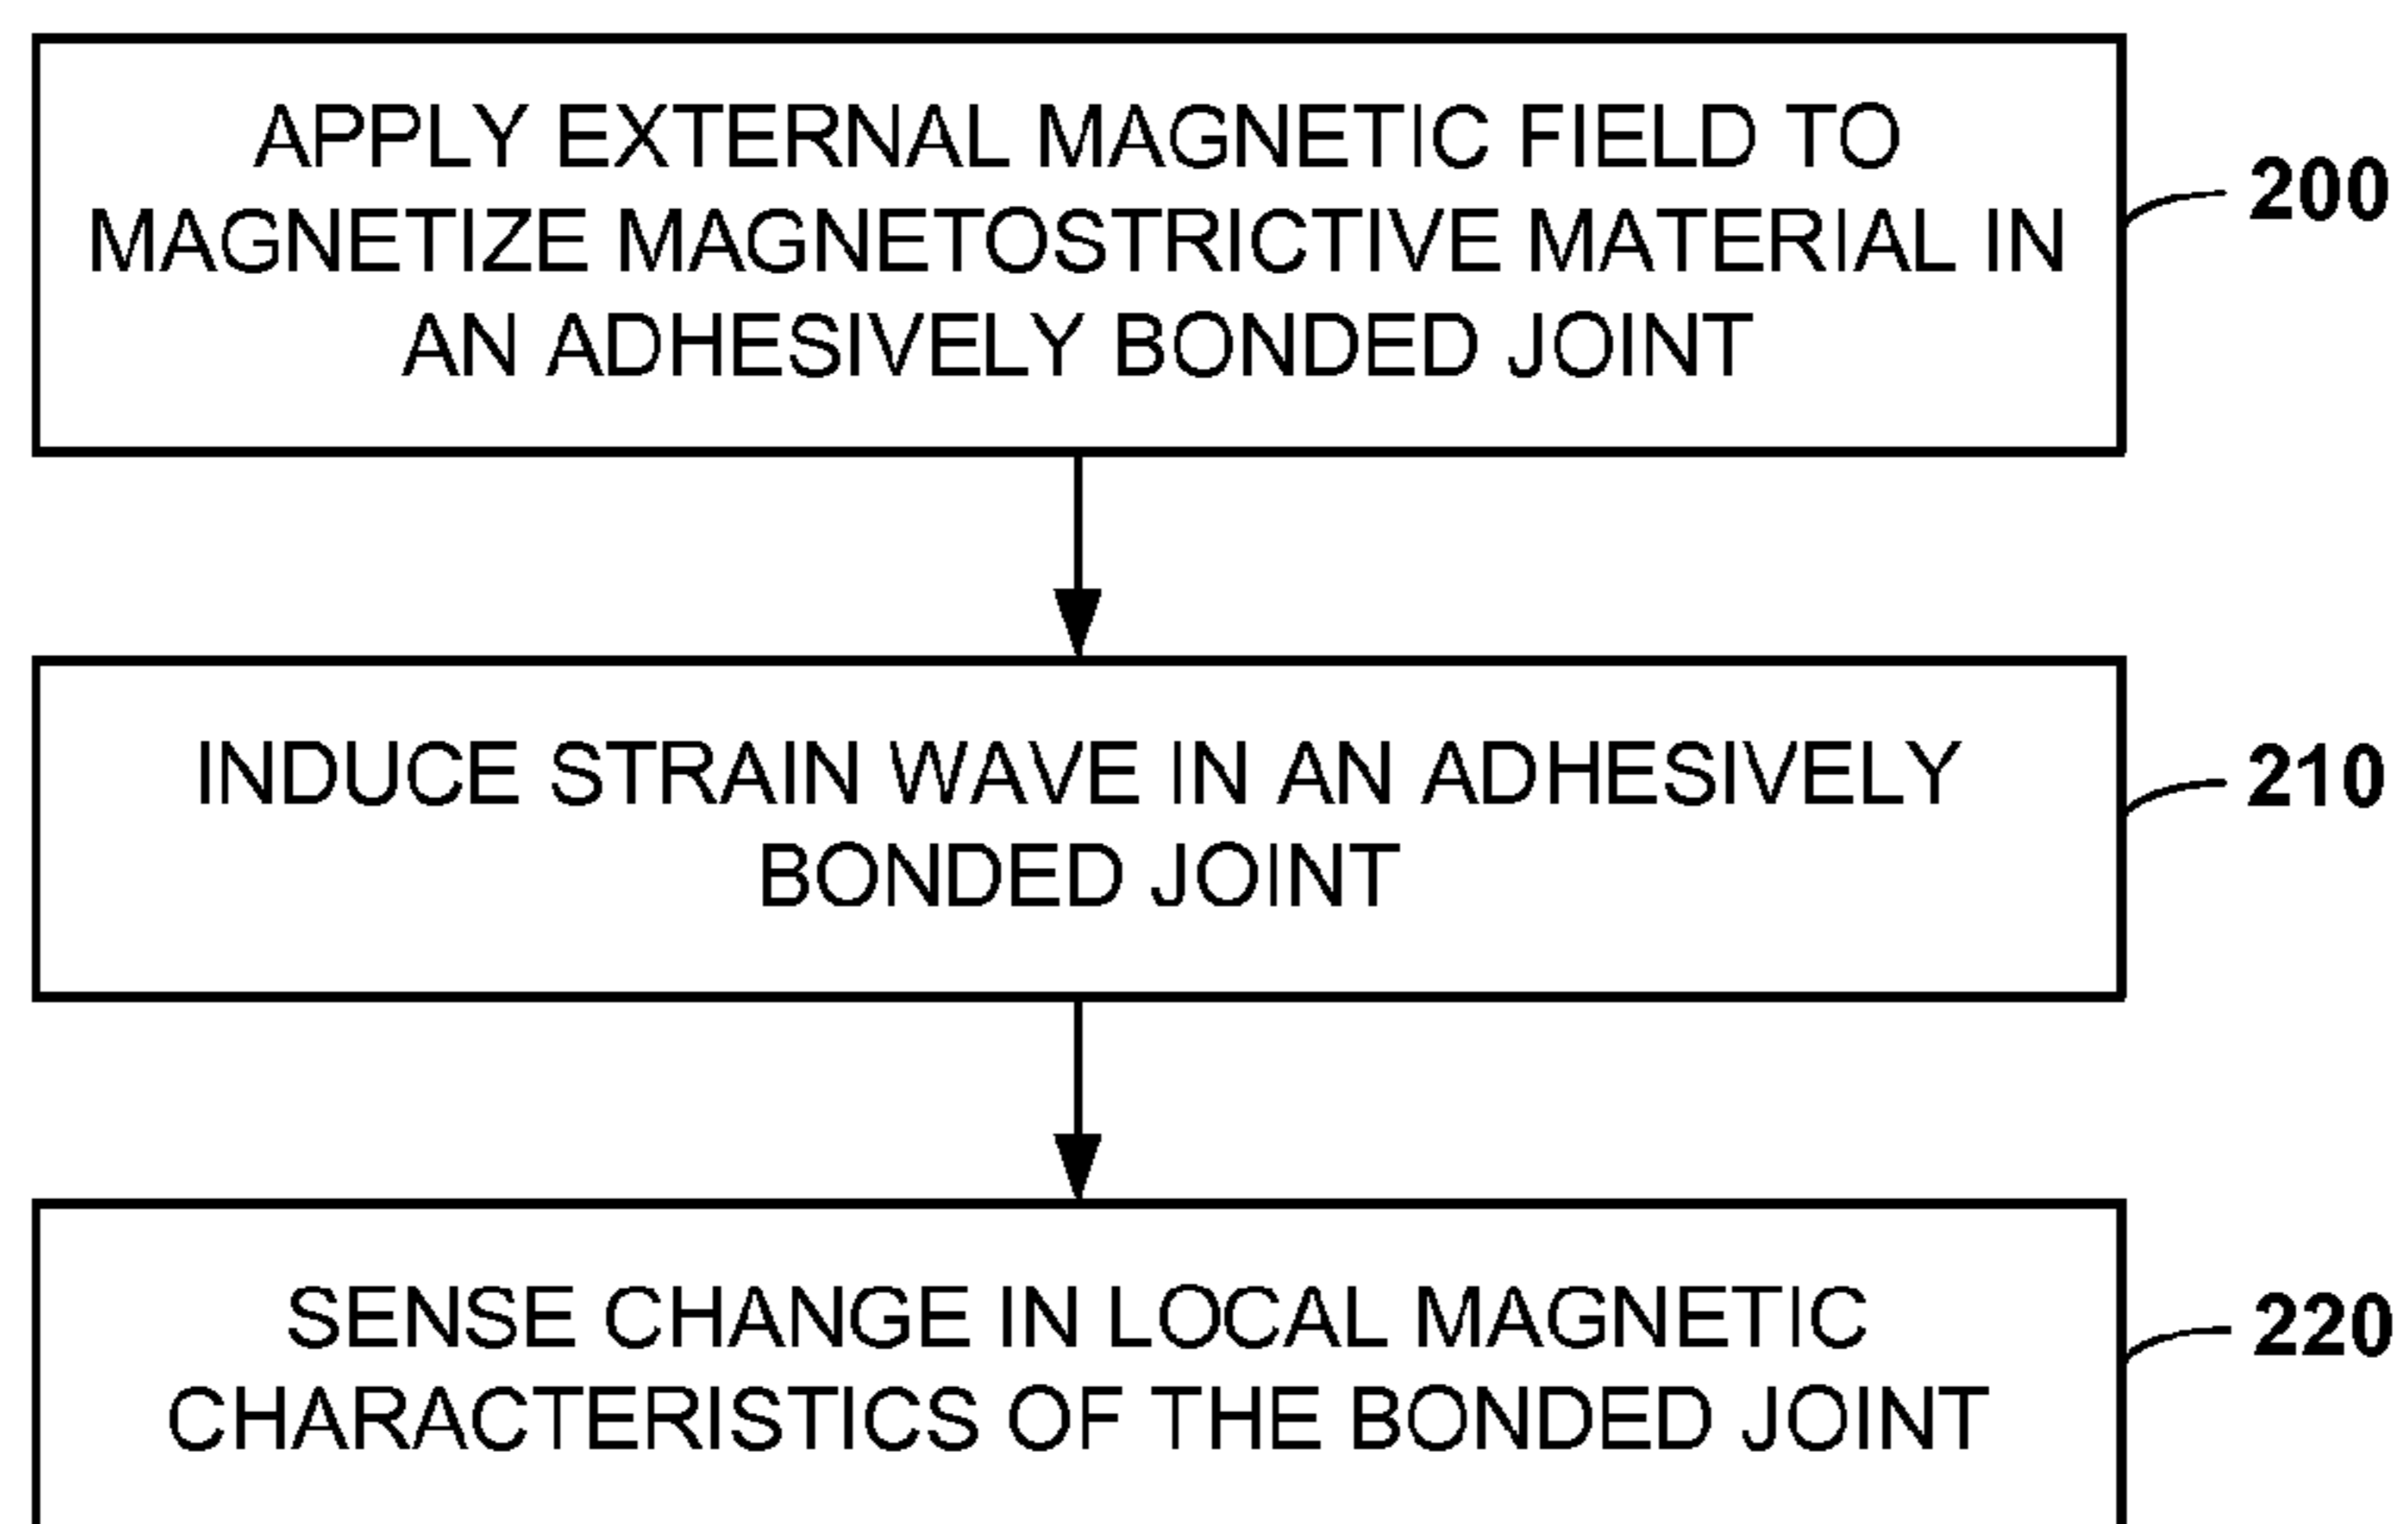 APPLY EXTERNAL MAGNETIC FIELD TO
MAGNETIZE MAGNETOSTRICTIVE MATERIAL IN
AN ADHESIVELY BONDED JOINT
200
INDUCE STRAIN WAVE IN AN ADHESIVELY
BONDED JOINT
210
SENSE CHANGE IN LOCAL MAGNETIC
CHARACTERISTICS OF THE BONDED JOINT
220